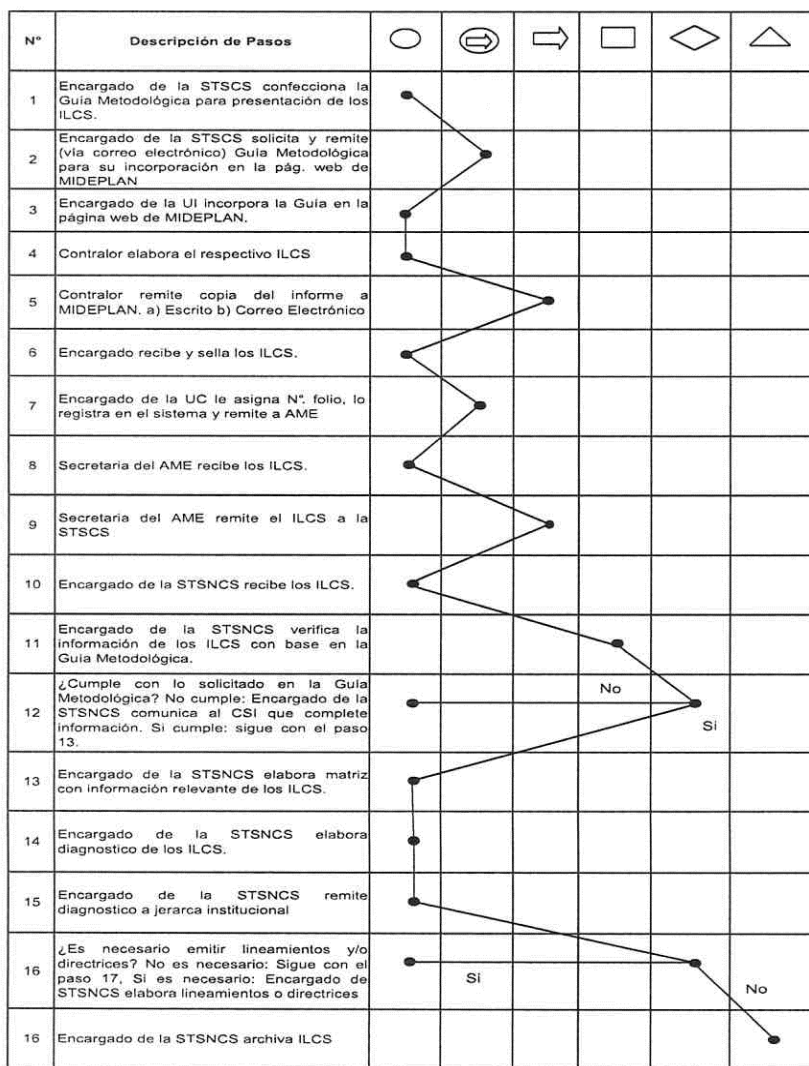 Nº Descripción de Pasos
1 Encargado de la STSCS confecciona la
Guía Metodológica para presentación de los
ILCS.
2 Encargado de la STSCS solicita y remite
(vía correo electrónico) Guía Metodológica
para su incorporación en la pág. web de
MIDEPLAN
3 Encargado de la UI incorpora la Guía en la
página web de MIDEPLAN.
4 Contralor elabora el respectivo ILCS
5 Contralor remite copia del informe a
MIDEPLAN. a) Escrito b) Correo Electrónico
6 Encargado recibe y sella los ILCS.
7 Encargado de la UC le asigna Nº. folio, lo
registra en el sistema y remite a AME
8 Secretaria del AME recibe los ILCS.
9 Secretaria del AME remite el ILCS a la
STSCS
10 Encargado de la STSNCS recibe los ILCS.
11 Encargado de la STSNCS verifica la
información de los ILCS con base en la
Guía Metodológica.
12 ¿Cumple con lo solicitado en la Guía
Metodológica? No cumple: Encargado de la
STSNCS comunica al CSI que complete
información. Si cumple: sigue con el paso
13.
No
Si
13 Encargado de la STSNCS elabora matriz
con información relevante de los ILCS.
14 Encargado de la STSNCS elabora
diagnostico de los ILCS.
15 Encargado de la STSNCS remite
diagnostico a jerarca institucional
16 ¿Es necesario emitir lineamientos y/o
directrices? No es necesario: Sigue con el
paso 17, Si es necesario: Encargado de
STSNCS elabora lineamientos o directrices
Si
No
16 Encargado de la STSNCS archiva ILCS